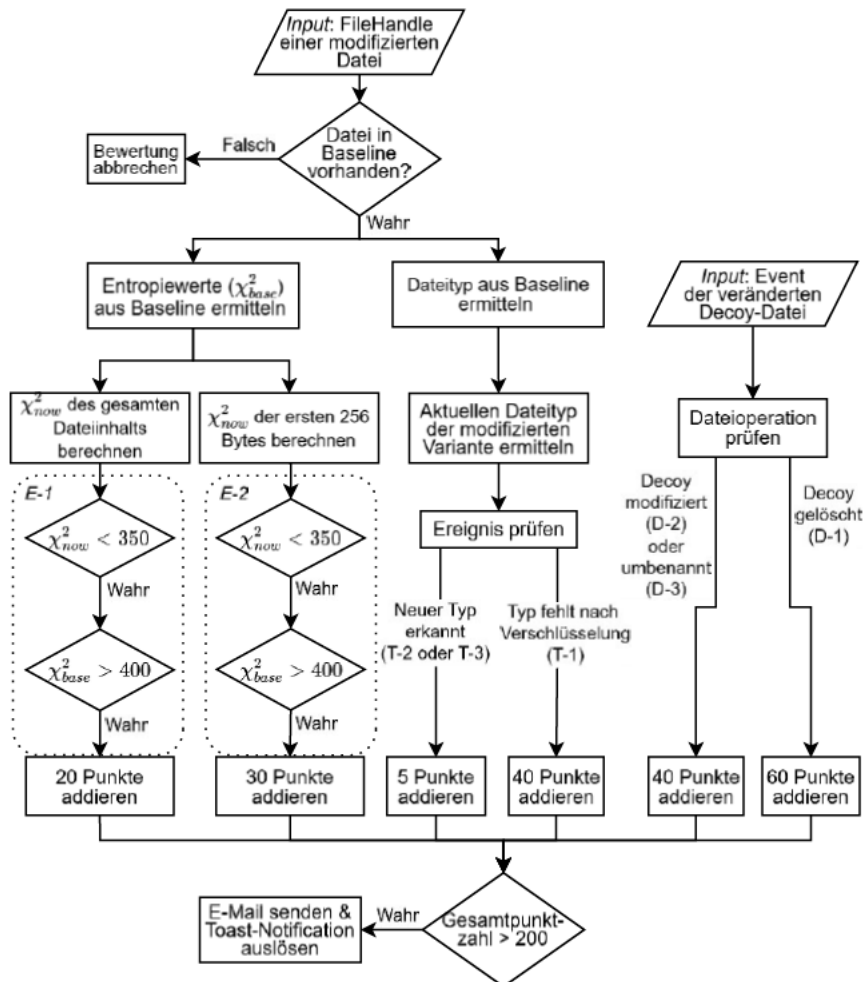 Input: FileHandle
einer modifizierten
Datei
Datei in
Baseline
vorhanden?
Falsch
Bewertung
abbrechen
Wahr
Entropiewerte (χ²base)
aus Baseline ermitteln
Dateityp aus Baseline
ermitteln
Input: Event
der veränderten
Decoy-Datei
χ²now des gesamten
Dateiinhalts
berechnen
χ²now der ersten 256
Bytes berechnen
Aktuellen Dateityp
der modifizierten
Variante ermitteln
Dateioperation
prüfen
E-1
χ²now < 350
Wahr
χ²base > 400
Wahr
E-2
χ²now < 350
Wahr
χ²base > 400
Wahr
Ereignis prüfen
Neuer Typ
erkannt
(T-2 oder T-3)
Typ fehlt nach
Verschlüsselung
(T-1)
Decoy
modifiziert
(D-2)
oder
umbenannt
(D-3)
Decoy
gelöscht
(D-1)
20 Punkte
addieren
30 Punkte
addieren
5 Punkte
addieren
40 Punkte
addieren
40 Punkte
addieren
60 Punkte
addieren
Gesamtpunkt-
zahl > 200
Wahr
E-Mail senden &
Toast-Notification
auslösen